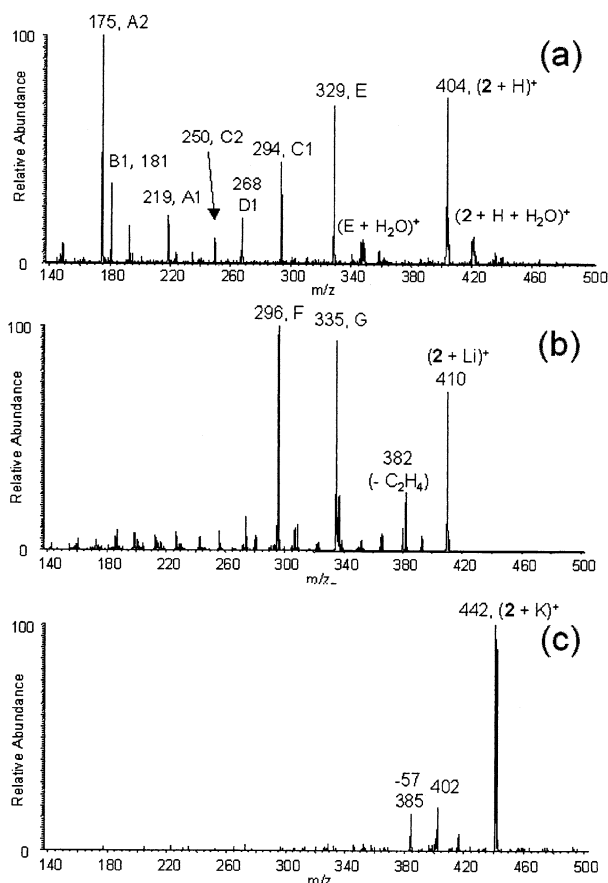 175, A2
100
(a)
404, (2 + H)+
329, E
250, C2
294, C1
B1, 181
268
D1
219, A1
(E + H2O)+
(2 + H + H2O)+
Relative Abundance
0
140 180 220 260 300 340 380 420 460 500
m/z
296, F
335, G
100
(b)
(2 + Li)+
410
382
(- C2H4)
Relative Abundance
0
140 180 220 260 300 340 380 420 460 500
m/z
442, (2 + K)+
100
(c)
-57
385
402
Relative Abundance
0
140 180 220 260 300 340 380 420 460 500
m/z